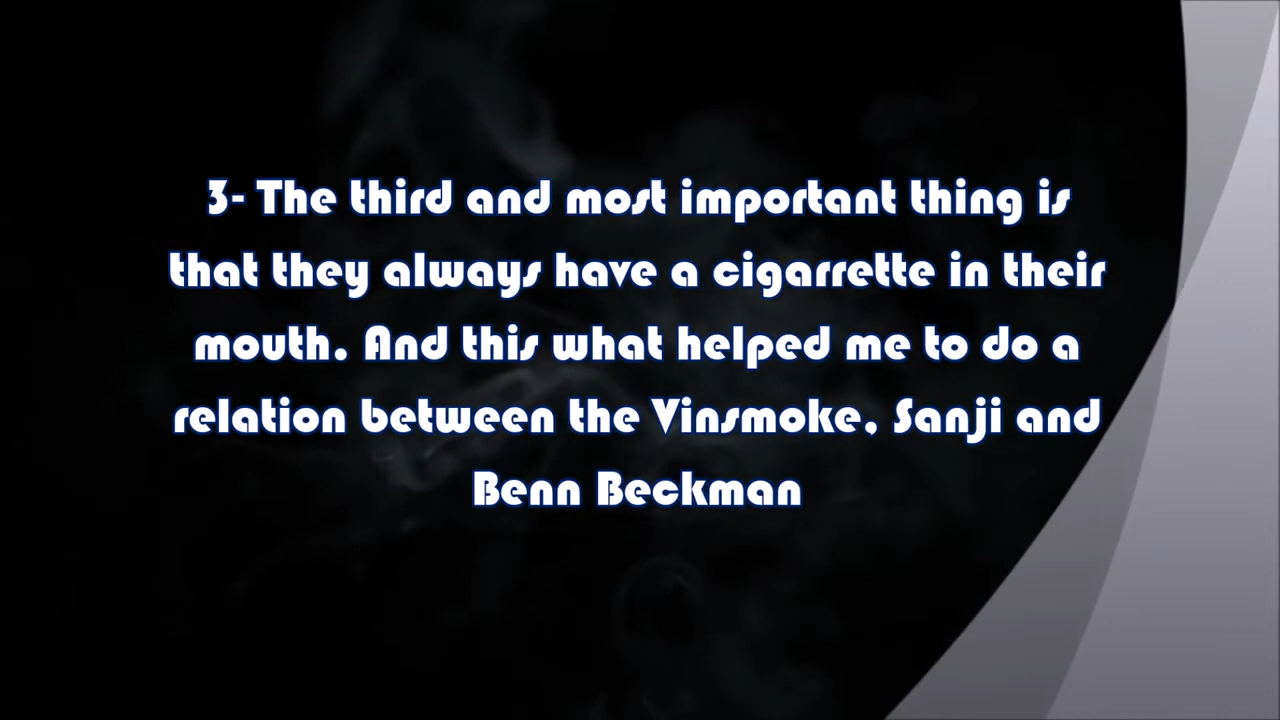 3- The third and most important thing is
that they always have a cigarrette in their
mouth. And this what helped me to do a
relation between the Vinsmoke, Sanji and
Benn Beckman